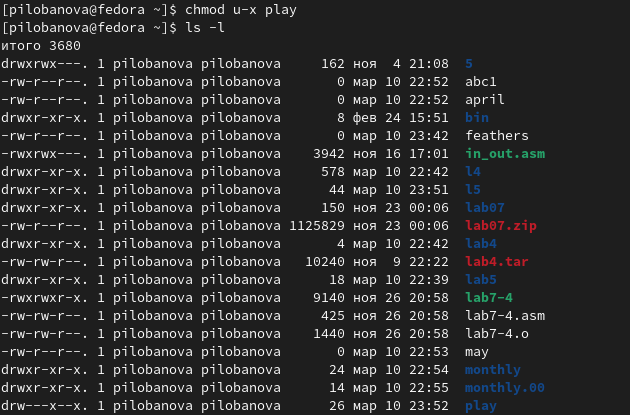 [pilobanova@fedora ~]$ chmod u-x play
[pilobanova@fedora ~]$ ls -l
итого 3680
drwxrwx---. 1 pilobanova pilobanova     162 ноя  4 21:08 5
-rw-r--r--. 1 pilobanova pilobanova       0 мар 10 22:52 abc1
-rw-r--r--. 1 pilobanova pilobanova       0 мар 10 22:52 april
drwxr-xr-x. 1 pilobanova pilobanova       8 фев 24 15:51 bin
-rw-r--r--. 1 pilobanova pilobanova       0 мар 10 23:42 feathers
-rwxrwx---. 1 pilobanova pilobanova    3942 ноя 16 17:01 in_out.asm
drwxr-xr-x. 1 pilobanova pilobanova     578 мар 10 22:42 l4
drwxr-xr-x. 1 pilobanova pilobanova      44 мар 10 23:51 l5
drwxr-xr-x. 1 pilobanova pilobanova     150 ноя 23 00:06 lab07
-rw-r--r--. 1 pilobanova pilobanova 1125829 ноя 23 00:06 lab07.zip
drwxr-xr-x. 1 pilobanova pilobanova       4 мар 10 22:42 lab4
-rw-rw-r--. 1 pilobanova pilobanova   10240 ноя  9 22:22 lab4.tar
drwxr-xr-x. 1 pilobanova pilobanova      18 мар 10 22:39 lab5
-rwxrwxr-x. 1 pilobanova pilobanova    9140 ноя 26 20:58 lab7-4
-rw-rw-r--. 1 pilobanova pilobanova     425 ноя 26 20:58 lab7-4.asm
-rw-rw-r--. 1 pilobanova pilobanova    1440 ноя 26 20:58 lab7-4.o
-rw-r--r--. 1 pilobanova pilobanova       0 мар 10 22:53 may
drwxr-xr-x. 1 pilobanova pilobanova      24 мар 10 22:54 monthly
drwxr-xr-x. 1 pilobanova pilobanova      14 мар 10 22:55 monthly.00
drw---x--x. 1 pilobanova pilobanova      26 мар 10 23:52 play